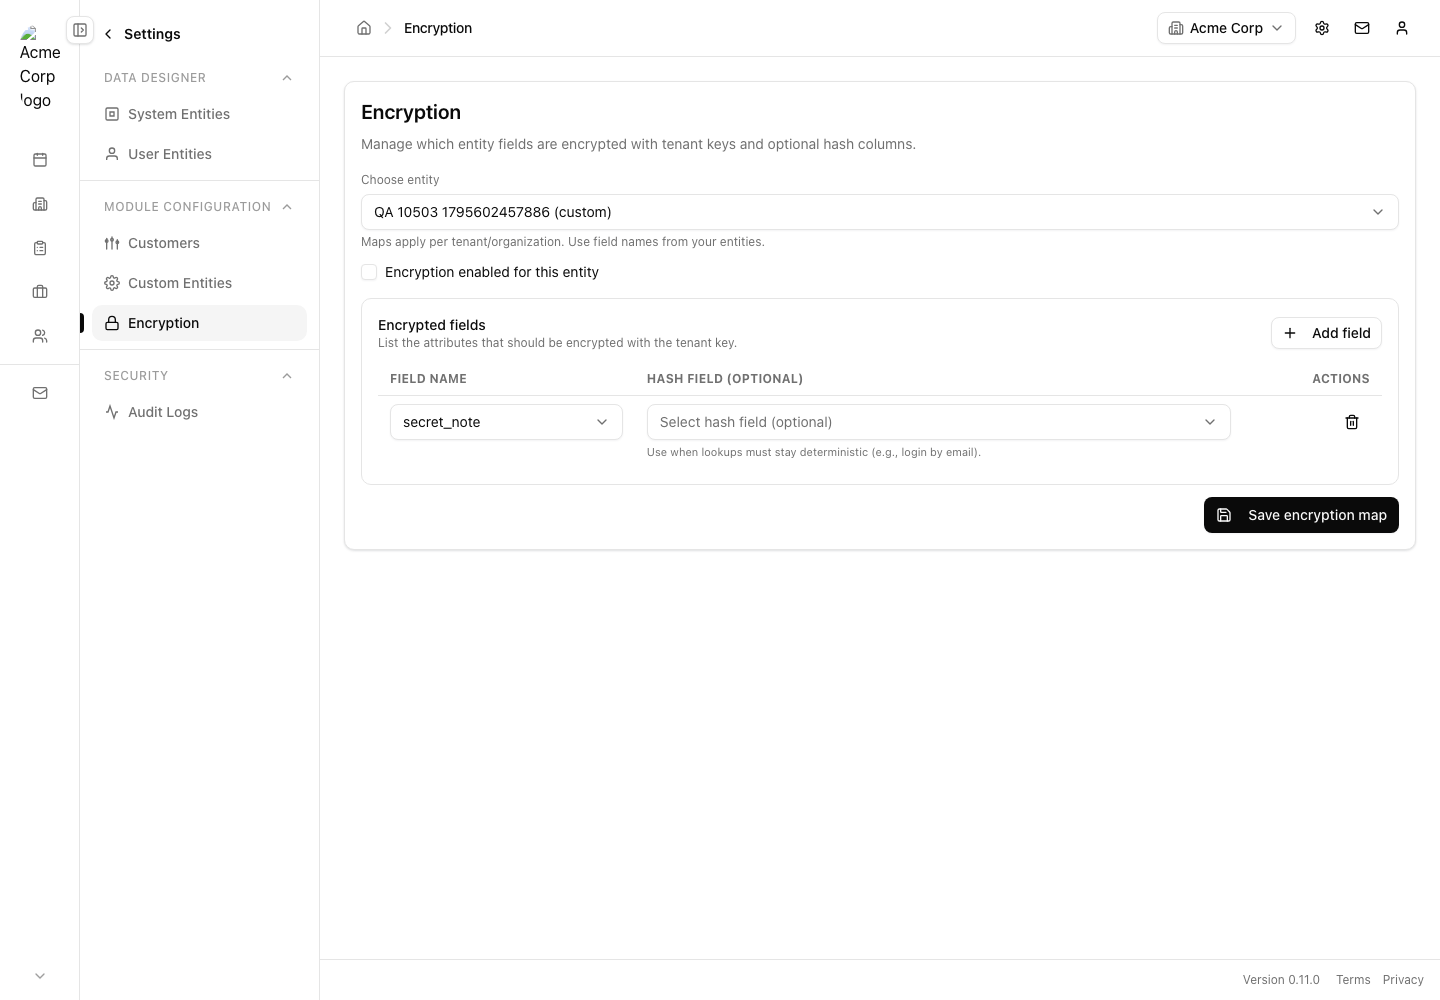 Acme
Corp
logo
Settings
DATA DESIGNER
System Entities
User Entities
MODULE CONFIGURATION
Customers
Custom Entities
Encryption
SECURITY
Audit Logs
Encryption
Acme Corp
Encryption
Manage which entity fields are encrypted with tenant keys and optional hash columns.
Choose entity
QA 10503 1795602457886 (custom)
Maps apply per tenant/organization. Use field names from your entities.
Encryption enabled for this entity
Encrypted fields
List the attributes that should be encrypted with the tenant key.
Add field
FIELD NAME HASH FIELD (OPTIONAL) ACTIONS
secret_note Select hash field (optional)
Use when lookups must stay deterministic (e.g., login by email).
Save encryption map
Version 0.11.0 Terms Privacy